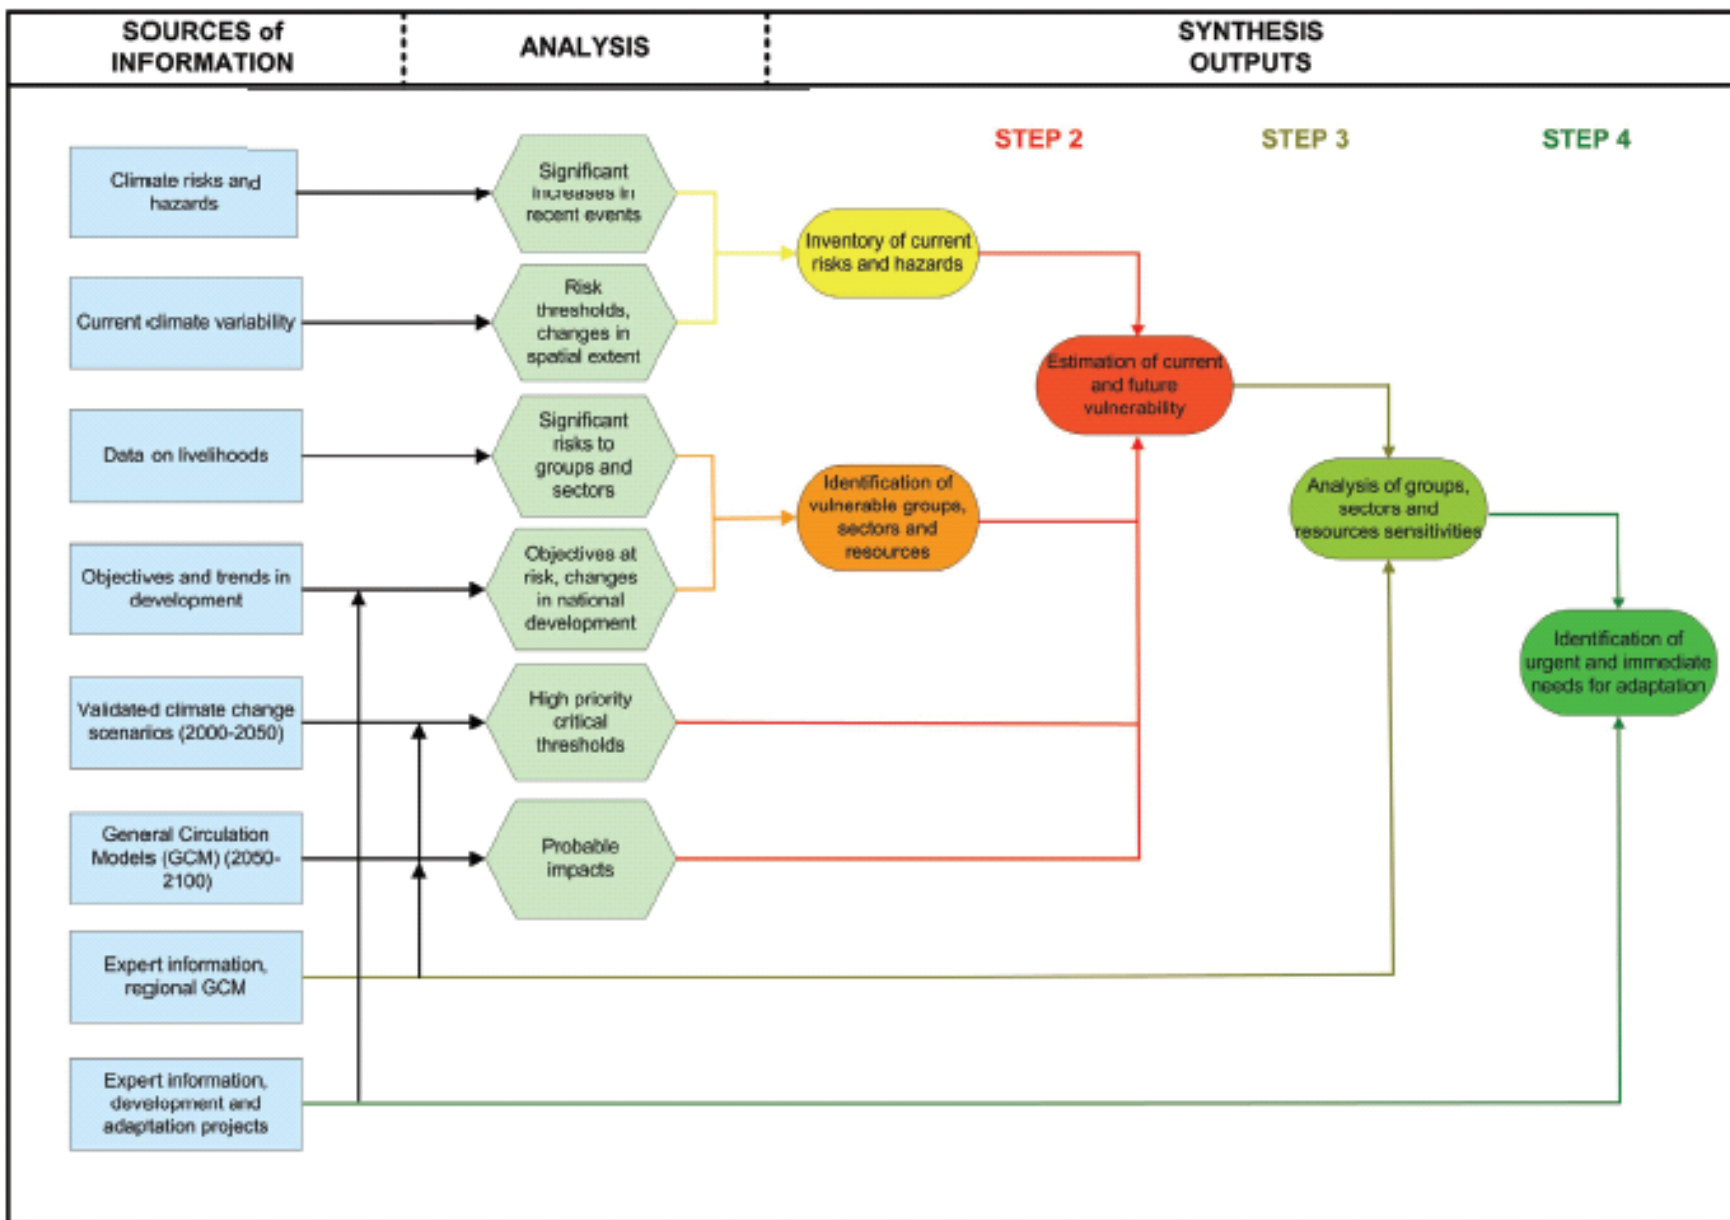 SOURCES of
INFORMATION
ANALYSIS
SYNTHESIS
OUTPUTS
STEP 2
STEP 3
STEP 4
Climate risks and
hazards
Significant
increases in
recent events
Inventory of current
risks and hazards
Current climate variability
Risk
thresholds,
changes in
spatial extent
Estimation of current
and future
vulnerability
Data on livelihoods
Significant
risks to
groups and
sectors
Identification of
vulnerable groups,
sectors and
resources
Analysis of groups,
sectors and
resources sensitivities
Objectives and trends in
development
Objectives at
risk, changes
in national
development
Identification of
urgent and immediate
needs for adaptation
Validated climate change
scenarios (2000-2050)
High priority
critical
thresholds
General Circulation
Models (GCM) (2050-
2100)
Probable
impacts
Expert information,
regional GCM
Expert information,
development and
adaptation projects